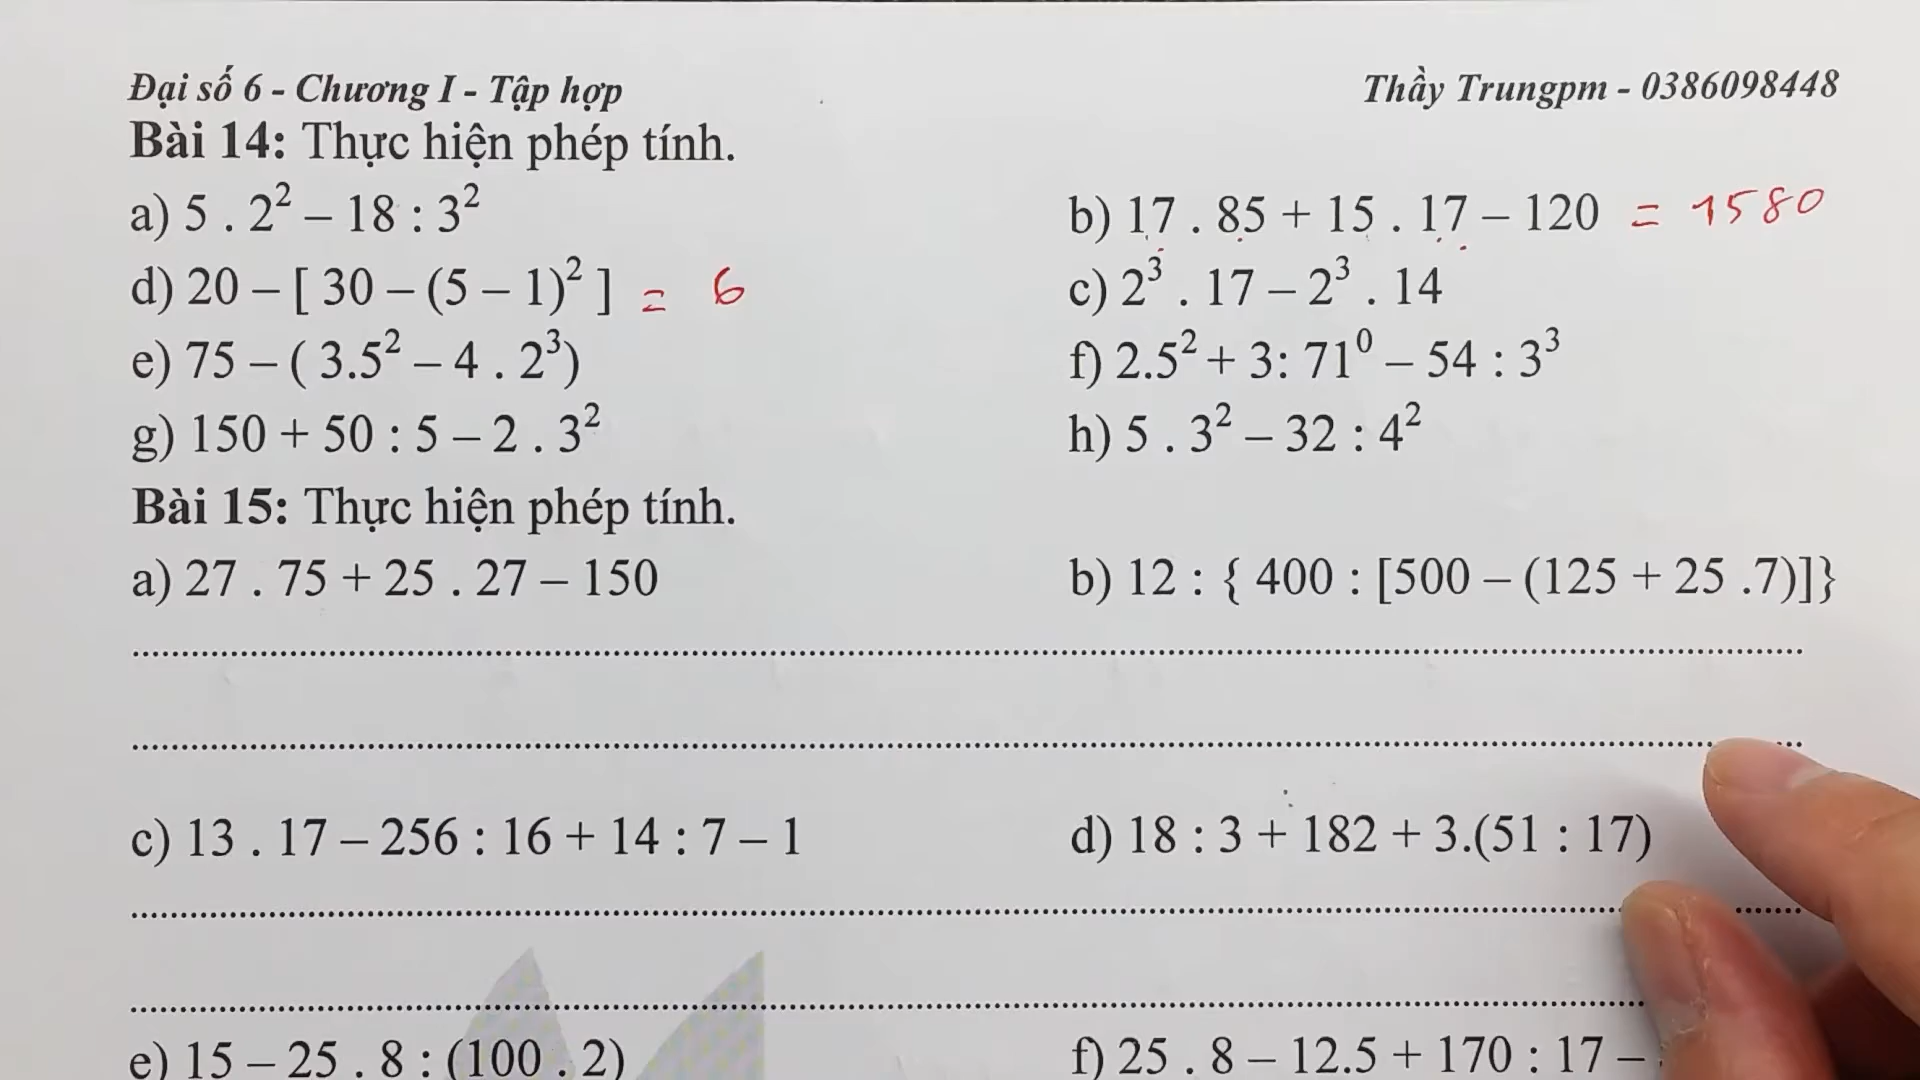 Đại số 6 - Chương I - Tập hợp Thầy Trungpm - 0386098448
Bài 14: Thực hiện phép tính.
a) 5 . 2² – 18 : 3² b) 17 . 85 + 15 . 17 – 120 = 1580
d) 20 – [ 30 – (5 – 1)² ] = 6 c) 2³ . 17 – 2³ . 14
e) 75 – ( 3.5² – 4 . 2³) f) 2.5² + 3: 71⁰ – 54 : 3³
g) 150 + 50 : 5 – 2 . 3² h) 5 . 3² – 32 : 4²
Bài 15: Thực hiện phép tính.
a) 27 . 75 + 25 . 27 – 150 b) 12 : { 400 : [500 – (125 + 25 .7)]}
c) 13 . 17 – 256 : 16 + 14 : 7 – 1 d) 18 : 3 + 182 + 3.(51 : 17)
e) 15 – 25 . 8 : (100 . 2) f) 25 . 8 – 12.5 + 170 : 17 –